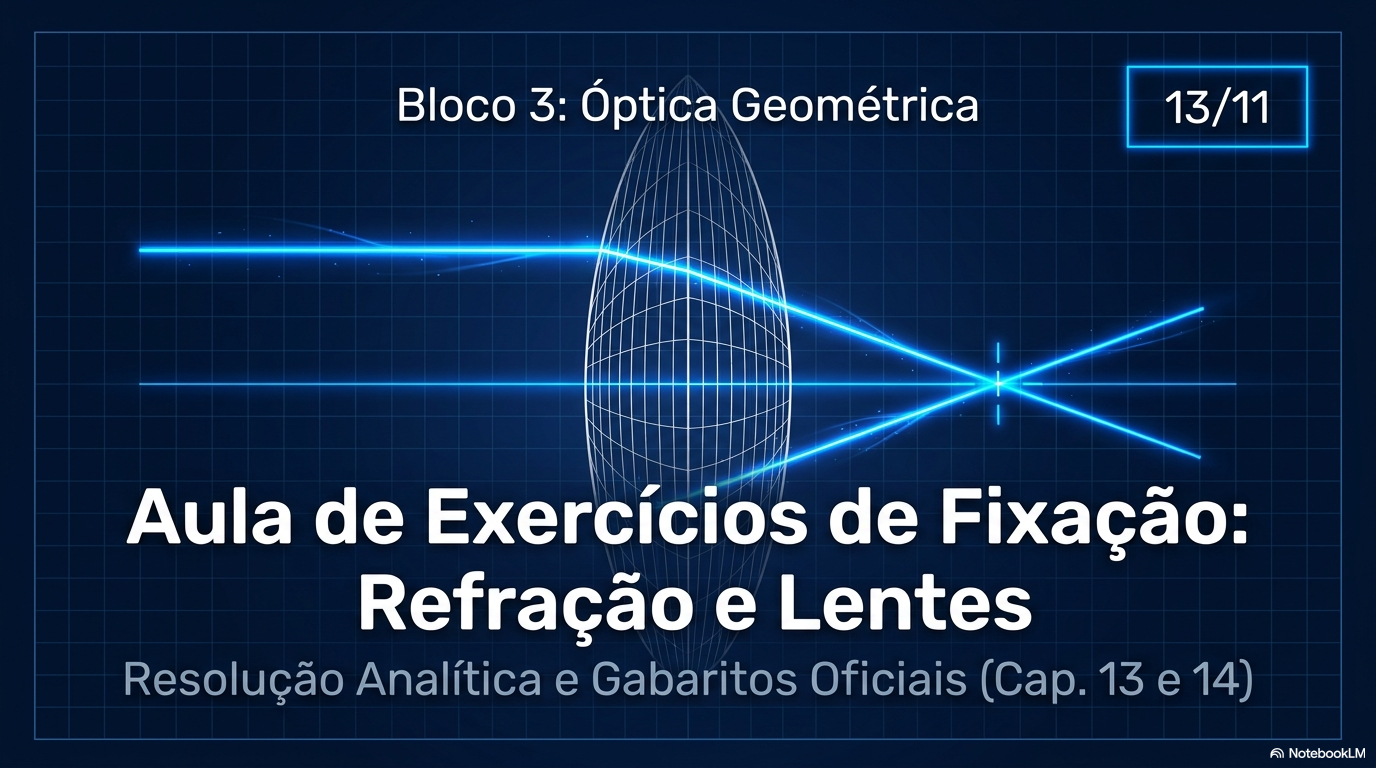 Bloco 3: Óptica Geométrica
13/11
Aula de Exercícios de Fixação:
Refração e Lentes
Resolução Analítica e Gabaritos Oficiais (Cap. 13 e 14)
NotebookLM